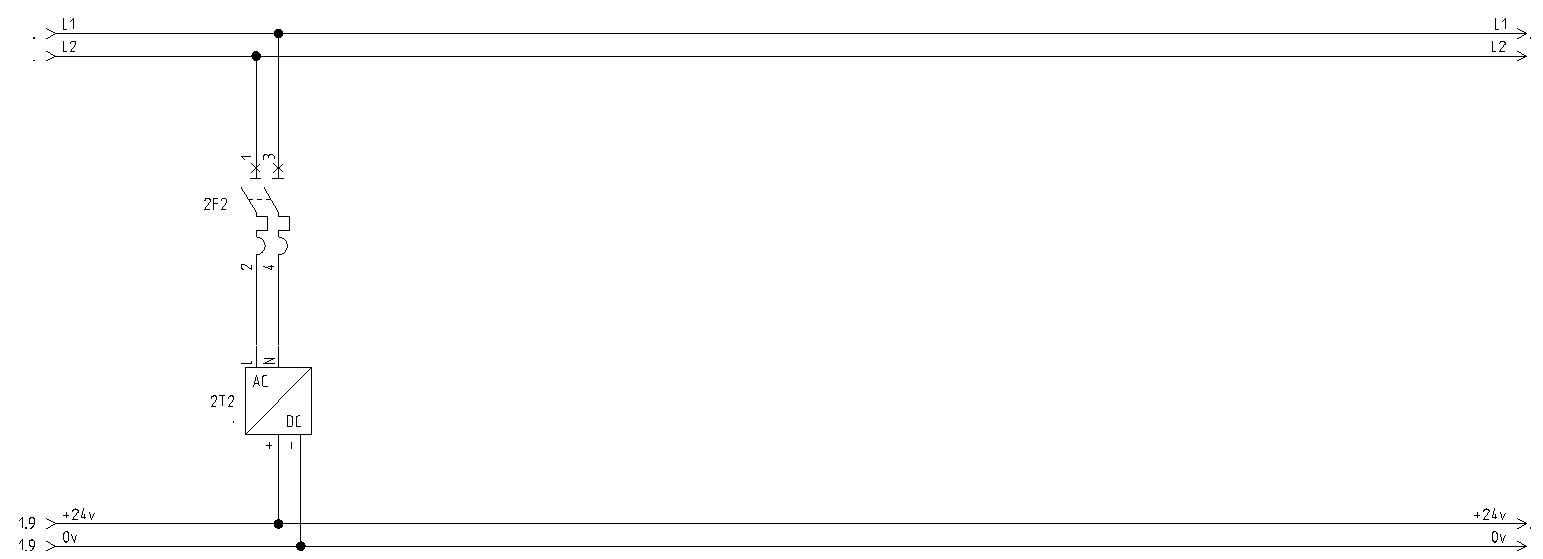 L1 L1
L2 L2
1 3
2F2
2 4
L N
AC
2T2
DC
+ -
1.9 +24v +24v
1.9 0v 0v